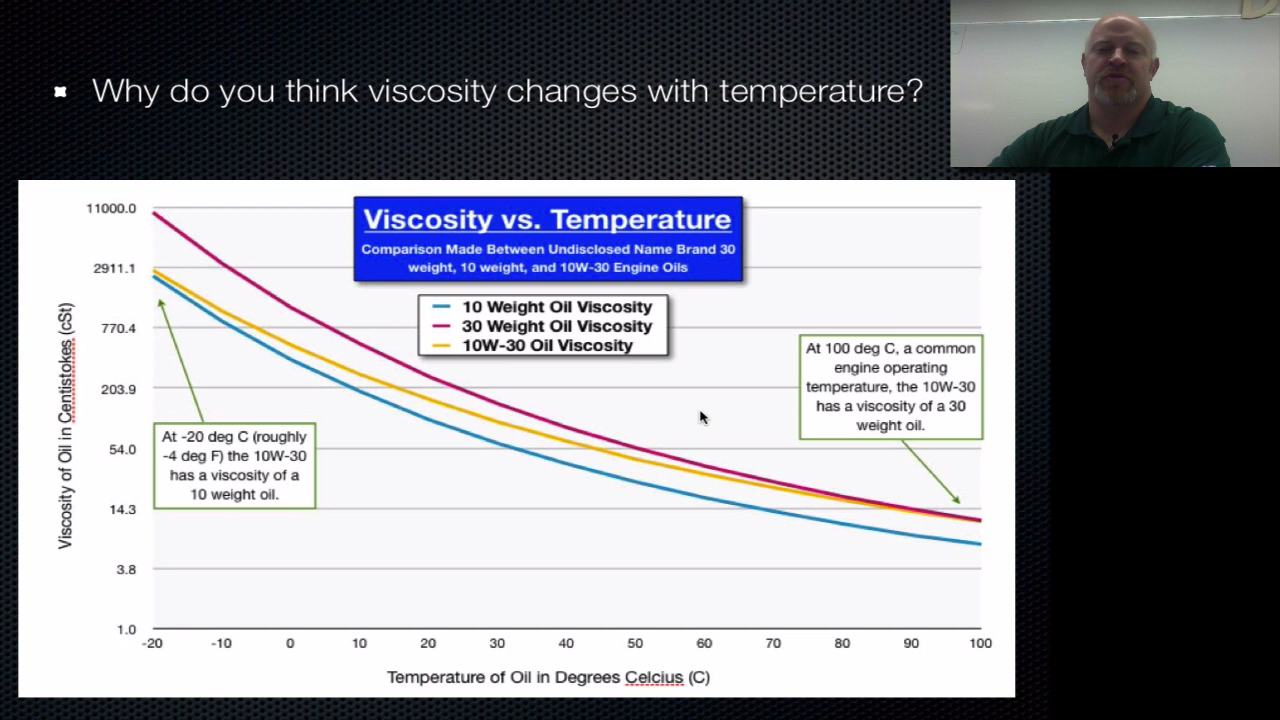 Why do you think viscosity changes with temperature?
Viscosity vs. Temperature
Comparison Made Between Undisclosed Name Brand 30
weight, 10 weight, and 10W-30 Engine Oils
10 Weight Oil Viscosity
30 Weight Oil Viscosity
10W-30 Oil Viscosity
At 100 deg C, a common
engine operating
temperature, the 10W-30
has a viscosity of a 30
weight oil.
At -20 deg C (roughly
-4 deg F) the 10W-30
has a viscosity of a
10 weight oil.
Viscosity of Oil in Centistokes (cSt)
11000.0
2911.1
770.4
203.9
54.0
14.3
3.8
1.0
-20 -10 0 10 20 30 40 50 60 70 80 90 100
Temperature of Oil in Degrees Celcius (C)